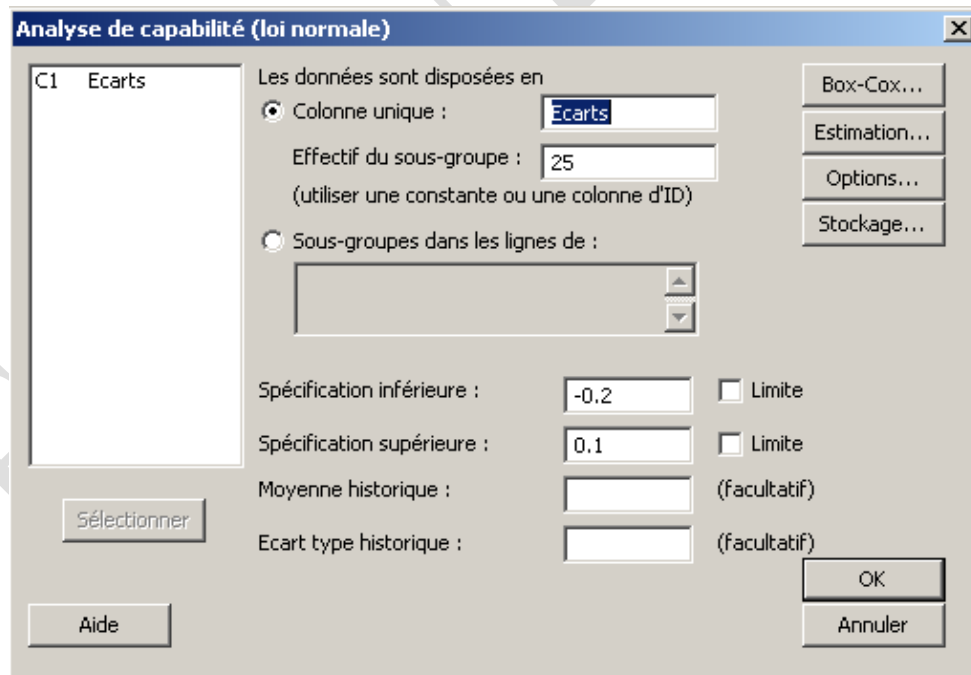 Analyse de capabilité (loi normale)
C1 Ecarts
Les données sont disposées en
Colonne unique :
Ecarts
Effectif du sous-groupe :
25
(utiliser une constante ou une colonne d'ID)
Sous-groupes dans les lignes de :
Box-Cox...
Estimation...
Options...
Stockage...
Spécification inférieure :
-0.2
Limite
Spécification supérieure :
0.1
Limite
Moyenne historique :
(facultatif)
Sélectionner
Ecart type historique :
(facultatif)
OK
Aide
Annuler